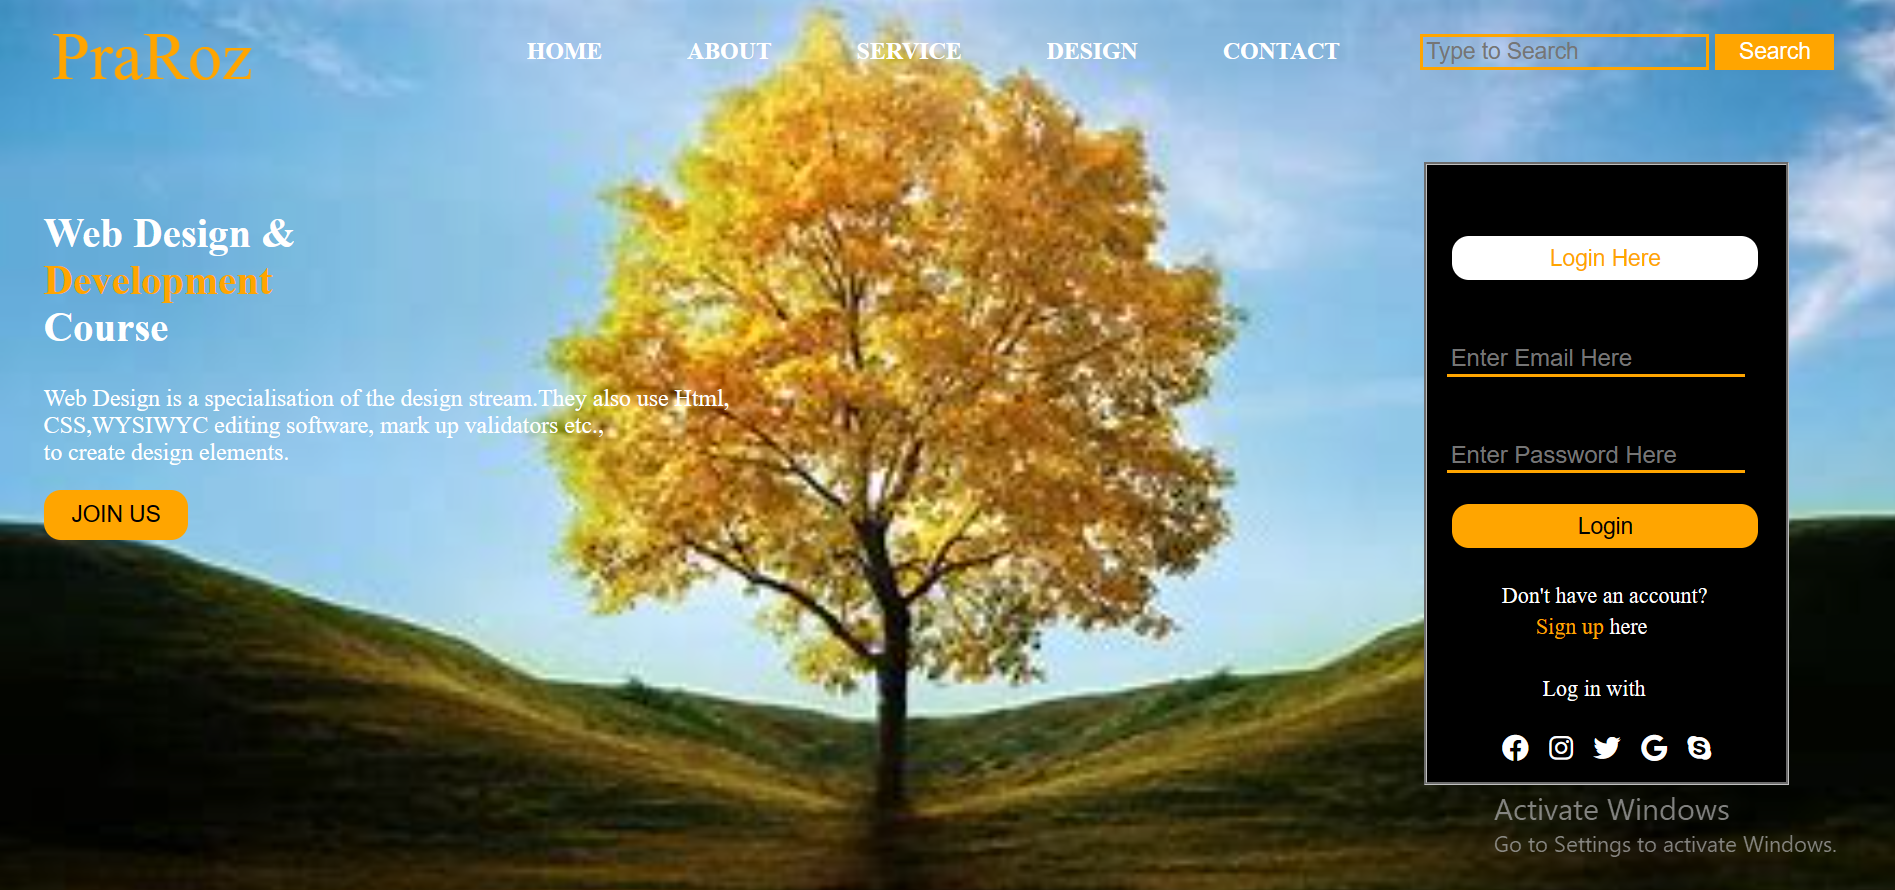 PraRoz
HOME ABOUT SERVICE DESIGN CONTACT
Type to Search Search
Web Design &
Development
Course
Web Design is a specialisation of the design stream.They also use Html,
CSS,WYSIWYC editing software, mark up validators etc.,
to create design elements.
JOIN US
Login Here
Enter Email Here
Enter Password Here
Login
Don't have an account?
Sign up here
Log in with
Activate Windows
Go to Settings to activate Windows.